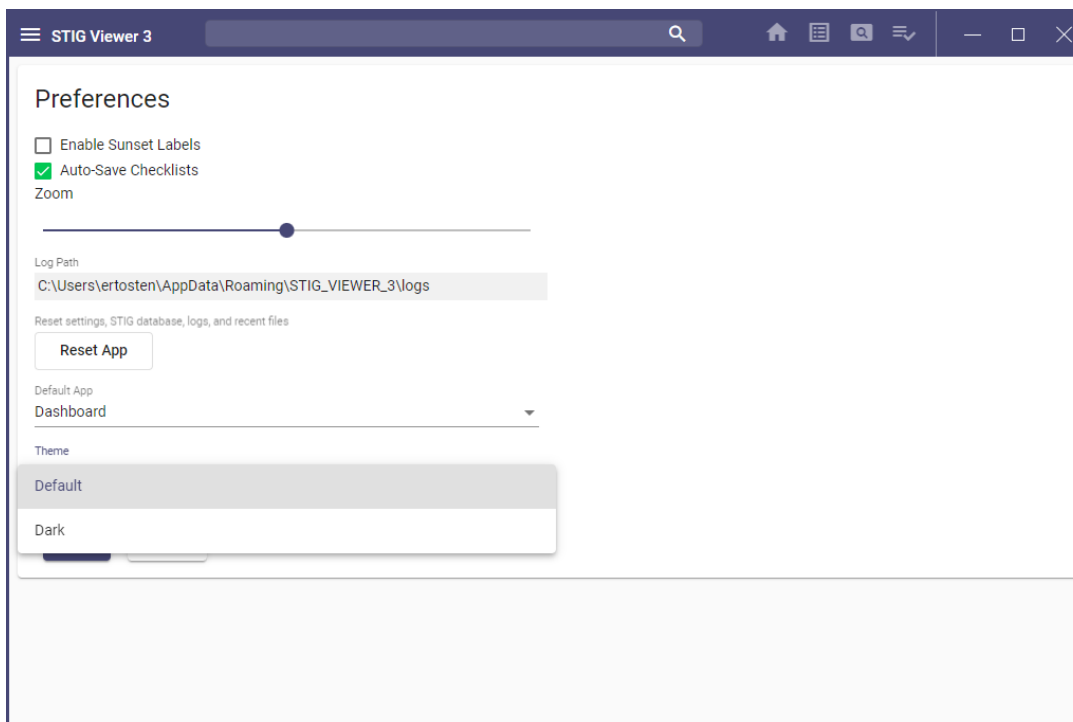 STIG Viewer 3
Preferences
Enable Sunset Labels
Auto-Save Checklists
Zoom
Log Path
C:\Users\ertosten\AppData\Roaming\STIG_VIEWER_3\logs
Reset settings, STIG database, logs, and recent files
Reset App
Default App
Dashboard
Theme
Default
Dark